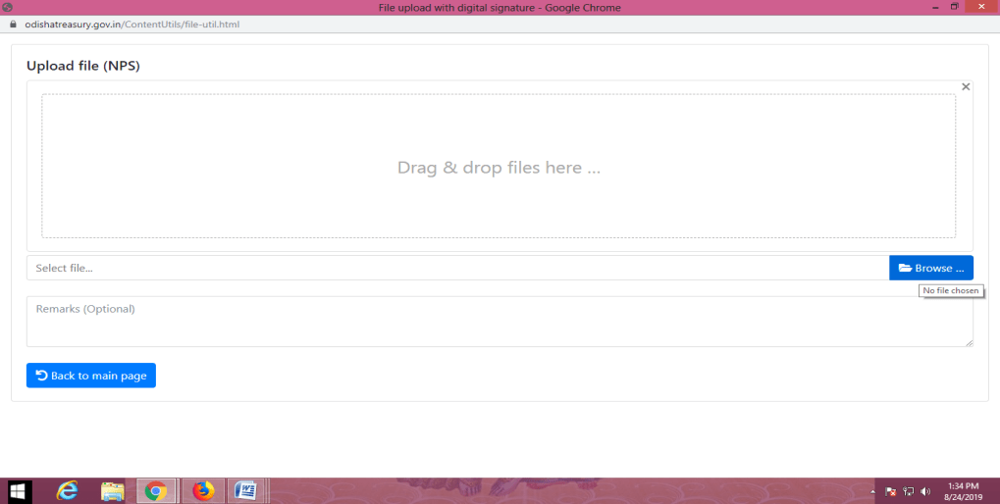 File upload with digital signature - Google Chrome
odishatreasury.gov.in/ContentUtils/file-util.html
Upload file (NPS)
Drag & drop files here ...
Select file...
Browse ...
No file chosen
Remarks (Optional)
Back to main page
1:34 PM
8/24/2019